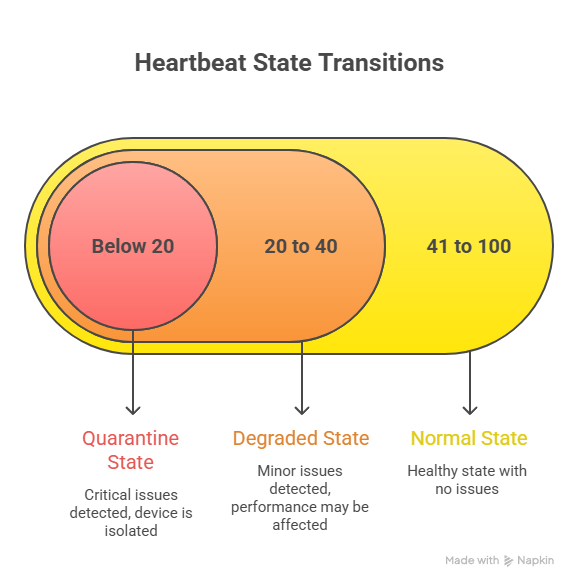 Heartbeat State Transitions
Below 20
20 to 40
41 to 100
Quarantine
State
Critical issues
detected, device is
isolated
Degraded State
Minor issues
detected,
performance may be
affected
Normal State
Healthy state with
no issues
Made with Napkin